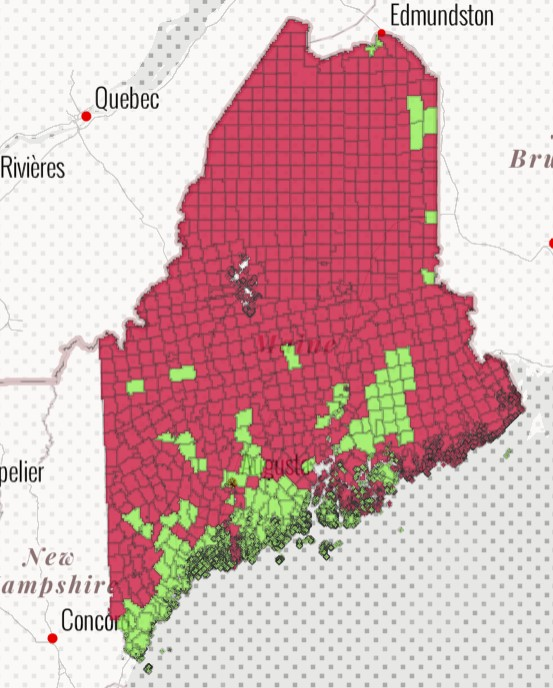 Edmundston
Quebec
Rivières
Bru
Maine
Augusta
pelier
New
ampshire
Concor
A